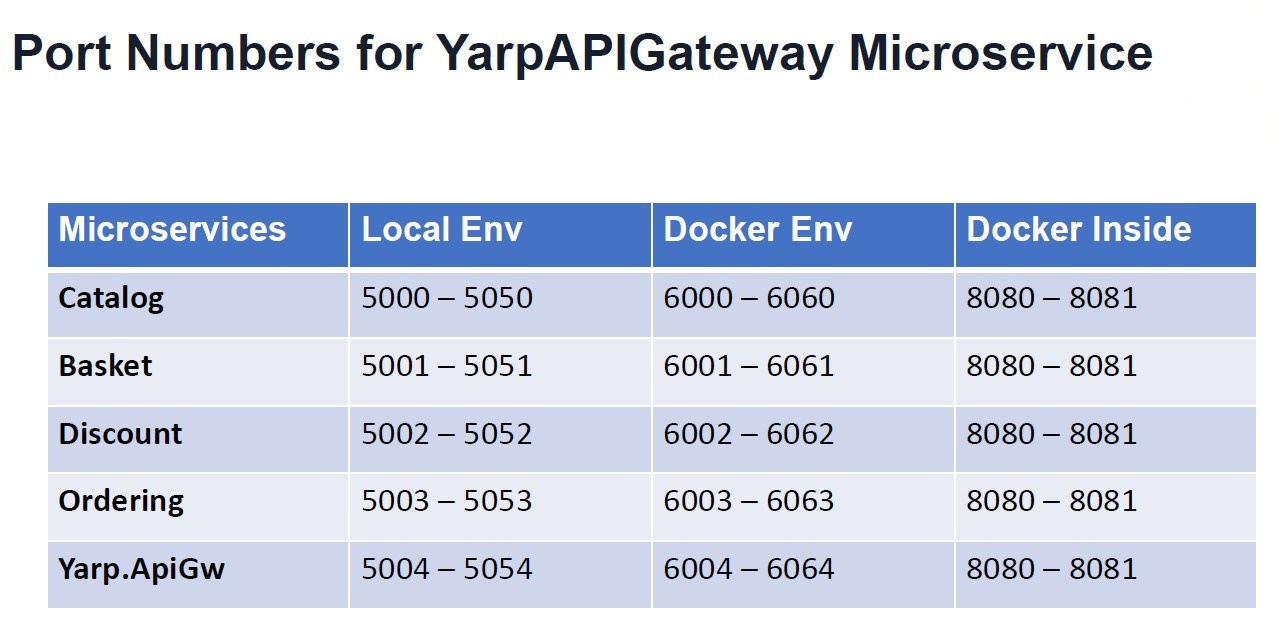 Port Numbers for YarpAPIGateway Microservice
Microservices Local Env Docker Env Docker Inside
Catalog 5000 – 5050 6000 – 6060 8080 – 8081
Basket 5001 – 5051 6001 – 6061 8080 – 8081
Discount 5002 – 5052 6002 – 6062 8080 – 8081
Ordering 5003 – 5053 6003 – 6063 8080 – 8081
Yarp.ApiGw 5004 – 5054 6004 – 6064 8080 – 8081